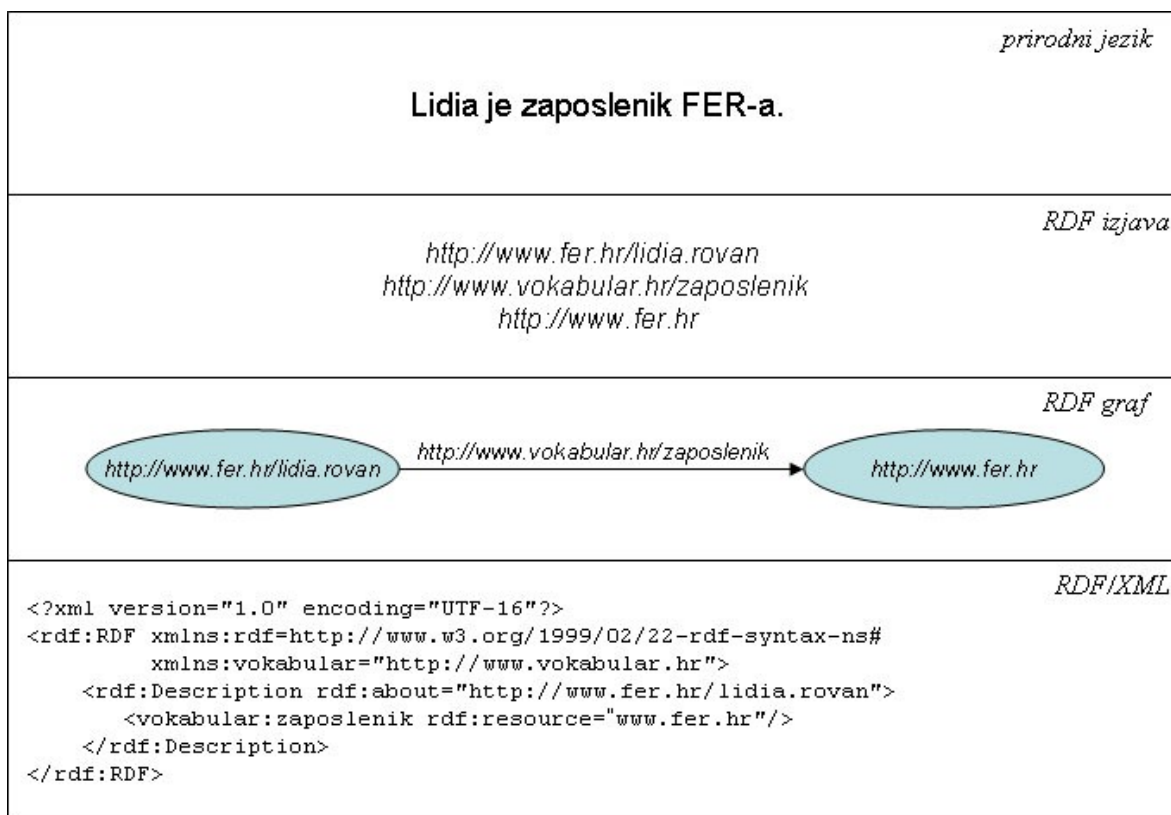 prirodni jezik
Lidia je zaposlenik FER-a.
RDF izjava
http://www.fer.hr/lidia.rovan
http://www.vokabular.hr/zaposlenik
http://www.fer.hr
RDF graf
http://www.fer.hr/lidia.rovan
http://www.vokabular.hr/zaposlenik
http://www.fer.hr
RDF/XML
<?xml version="1.0" encoding="UTF-16"?>
<rdf:RDF xmlns:rdf=http://www.w3.org/1999/02/22-rdf-syntax-ns#
xmlns:vokabular="http://www.vokabular.hr">
<rdf:Description rdf:about="http://www.fer.hr/lidia.rovan">
<vokabular:zaposlenik rdf:resource="www.fer.hr"/>
</rdf:Description>
</rdf:RDF>